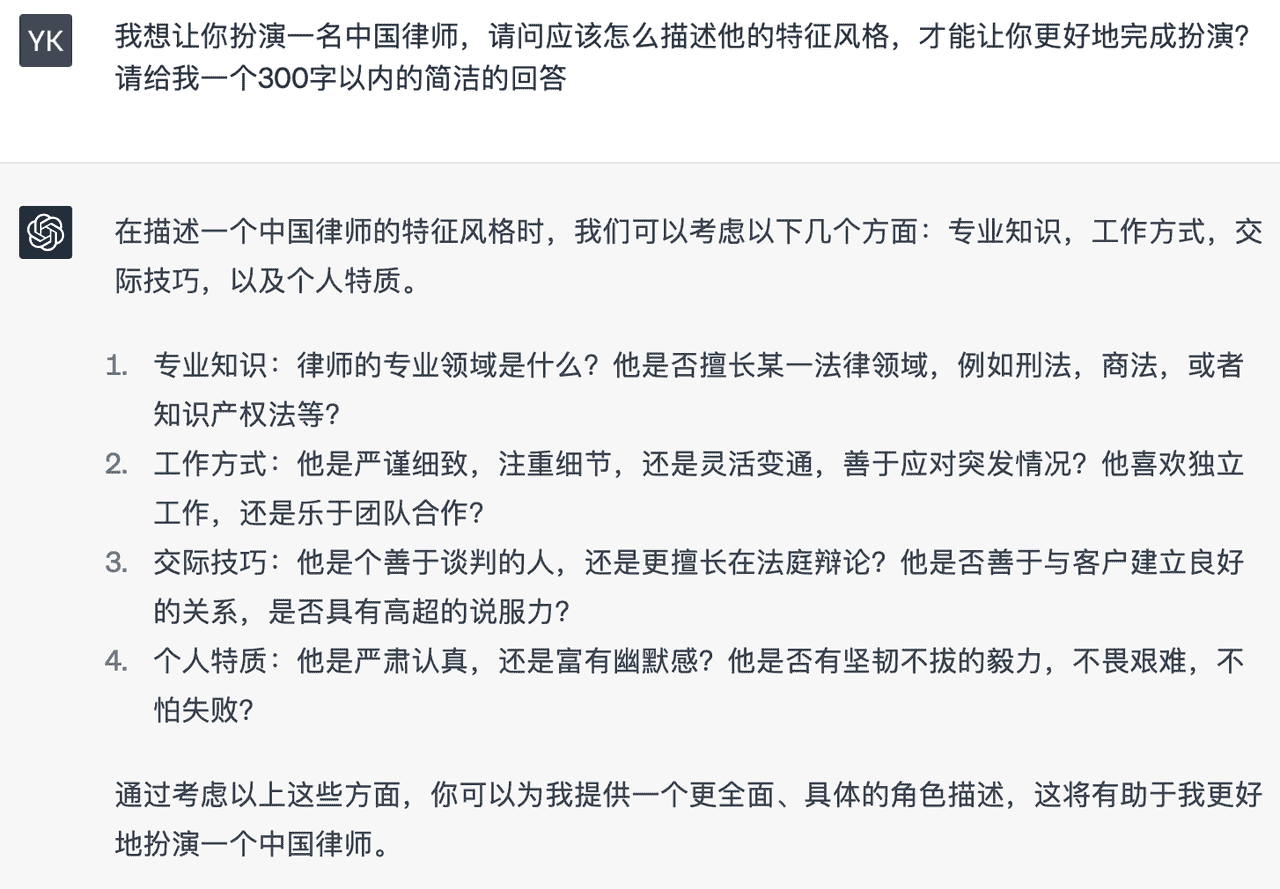 YK
我想让你扮演一名中国律师，请问应该怎么描述他的特征风格，才能让你更好地完成扮演？
请给我一个300字以内的简洁的回答
在描述一个中国律师的特征风格时，我们可以考虑以下几个方面：专业知识，工作方式，交
际技巧，以及个人特质。
1. 专业知识：律师的专业领域是什么？他是否擅长某一法律领域，例如刑法，商法，或者
知识产权法等？
2. 工作方式：他是严谨细致，注重细节，还是灵活变通，善于应对突发情况？他喜欢独立
工作，还是乐于团队合作？
3. 交际技巧：他是个善于谈判的人，还是更擅长在法庭辩论？他是否善于与客户建立良好
的关系，是否具有高超的说服力？
4. 个人特质：他是严肃认真，还是富有幽默感？他是否有坚韧不拔的毅力，不畏艰难，不
怕失败？
通过考虑以上这些方面，你可以为我提供一个更全面、具体的角色描述，这将有助于我更好
地扮演一个中国律师。